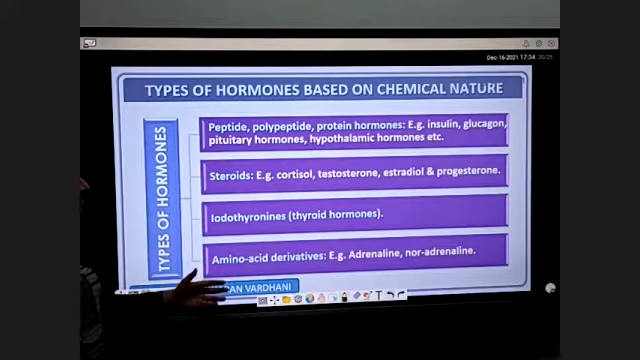 Dec-16-2021 17:34 20/25
TYPES OF HORMONES BASED ON CHEMICAL NATURE
TYPES OF HORMONES
Peptide, polypeptide, protein hormones: E.g. insulin, glucagon,
pituitary hormones, hypothalamic hormones etc.
Steroids: E.g. cortisol, testosterone, estradiol & progesterone.
Iodothyronines (thyroid hormones).
Amino-acid derivatives: E.g. Adrenaline, nor-adrenaline.
VARDHANI